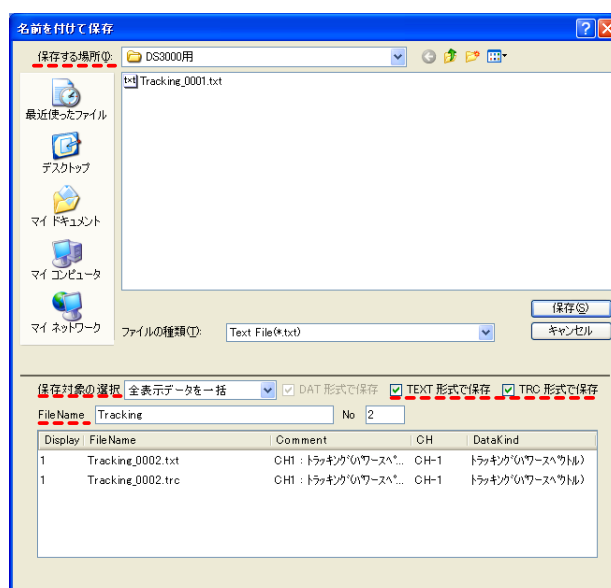 名前を付けて保存
保存する場所(I): DS3000用
Tracking_0001.txt
最近使ったファイル
デスクトップ
マイ ドキュメント
マイ コンピュータ
マイ ネットワーク
保存(S)
ファイルの種類(T): Text File(*.txt)
キャンセル
保存対象の選択 全表示データを一括 DAT 形式で保存 TEXT 形式で保存 TRC 形式で保存
FileName Tracking No 2
Display FileName Comment CH DataKind
1 Tracking_0002.txt CH1 : トラッキング(パワースペ... CH-1 トラッキング(パワースペクトル)
1 Tracking_0002.trc CH1 : トラッキング(パワースペ... CH-1 トラッキング(パワースペクトル)